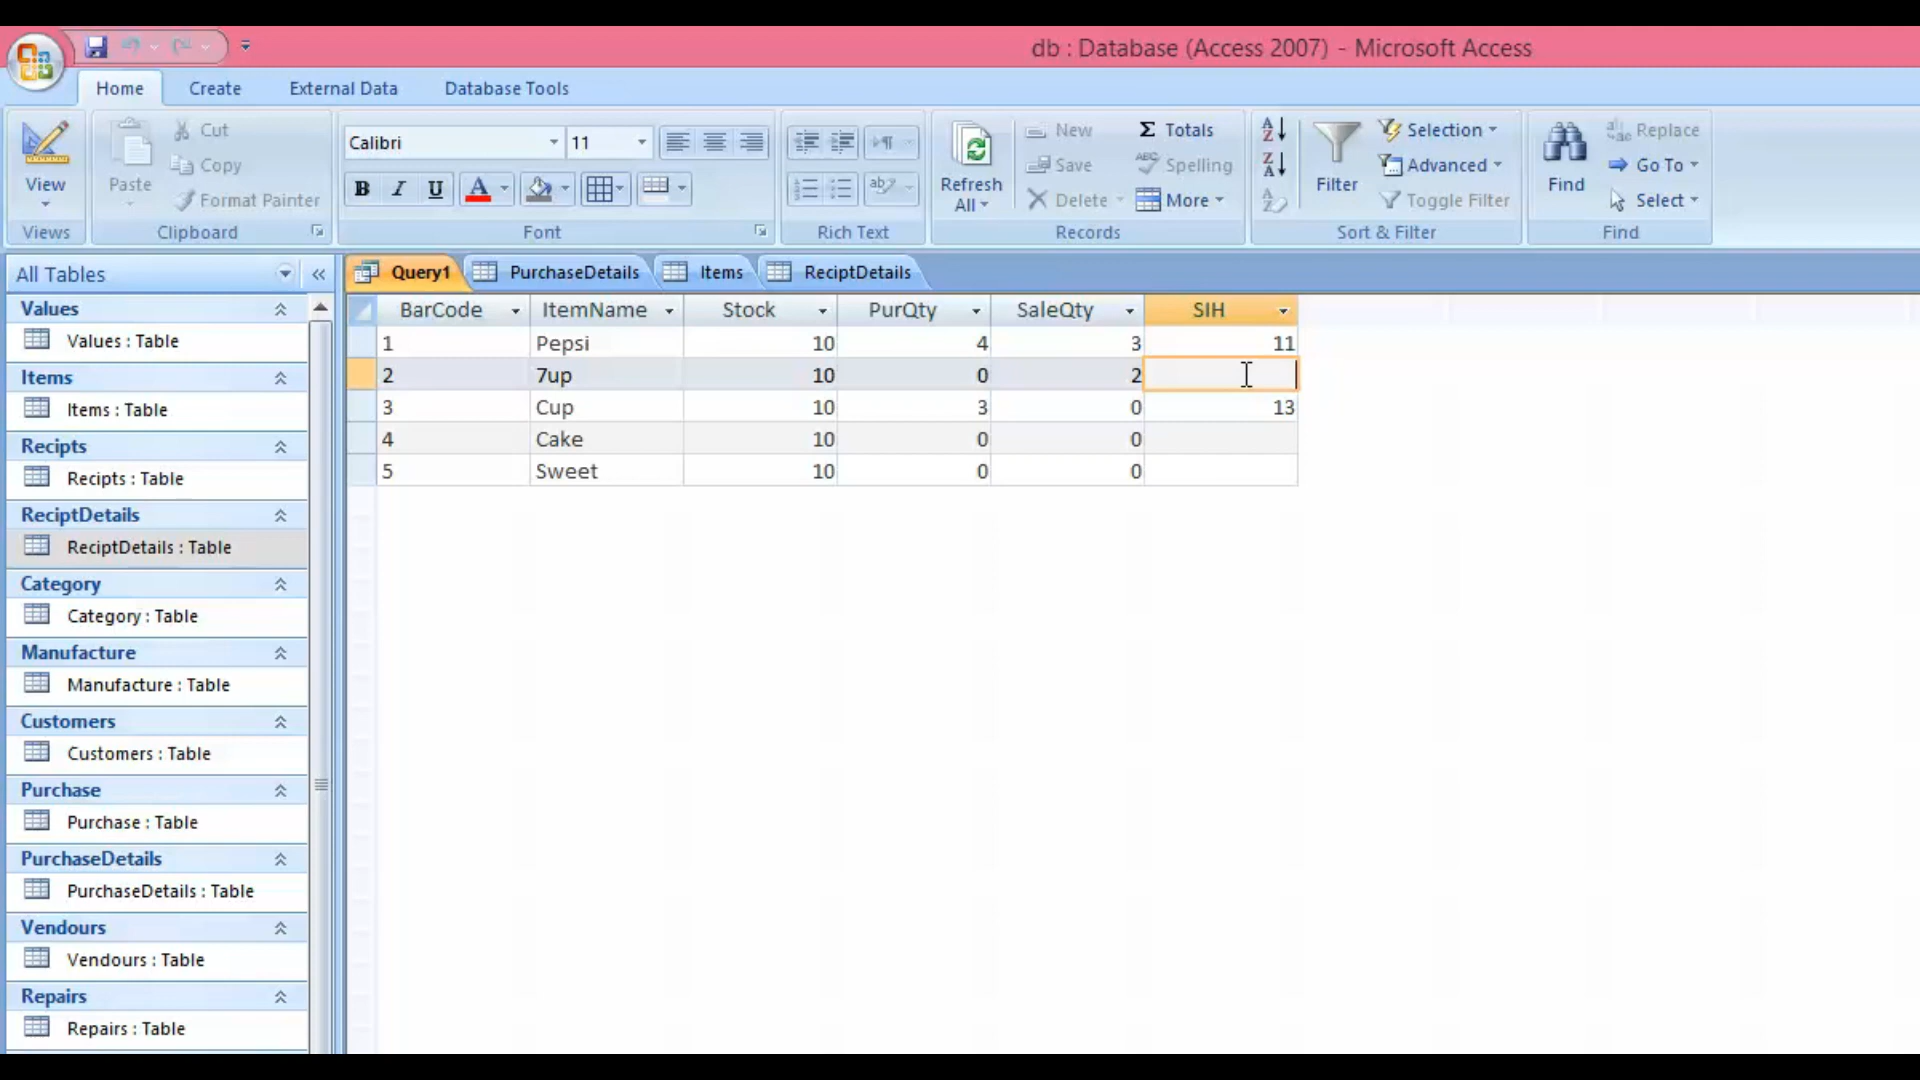 db : Database (Access 2007) - Microsoft Access
Home Create External Data Database Tools
View
Views
Paste
Cut
Copy
Format Painter
Clipboard
Calibri 11
B I U A
Font
Rich Text
Refresh All
New
Save
Delete
Totals
Spelling
More
Records
Filter
Selection
Advanced
Toggle Filter
Sort & Filter
Find
Replace
Go To
Select
Find
All Tables
Values
Values : Table
Items
Items : Table
Recipts
Recipts : Table
ReciptDetails
ReciptDetails : Table
Category
Category : Table
Manufacture
Manufacture : Table
Customers
Customers : Table
Purchase
Purchase : Table
PurchaseDetails
PurchaseDetails : Table
Vendours
Vendours : Table
Repairs
Repairs : Table
Query1 PurchaseDetails Items ReciptDetails
BarCode ItemName Stock PurQty SaleQty SIH
1 Pepsi 10 4 3 11
2 7up 10 0 2
3 Cup 10 3 0 13
4 Cake 10 0 0
5 Sweet 10 0 0